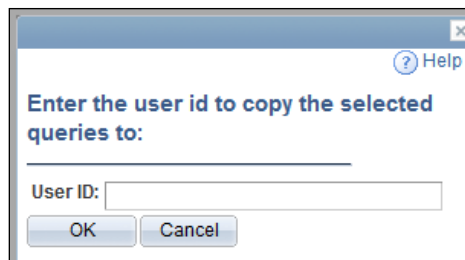 Help
Enter the user id to copy the selected
queries to:
User ID:
OK Cancel